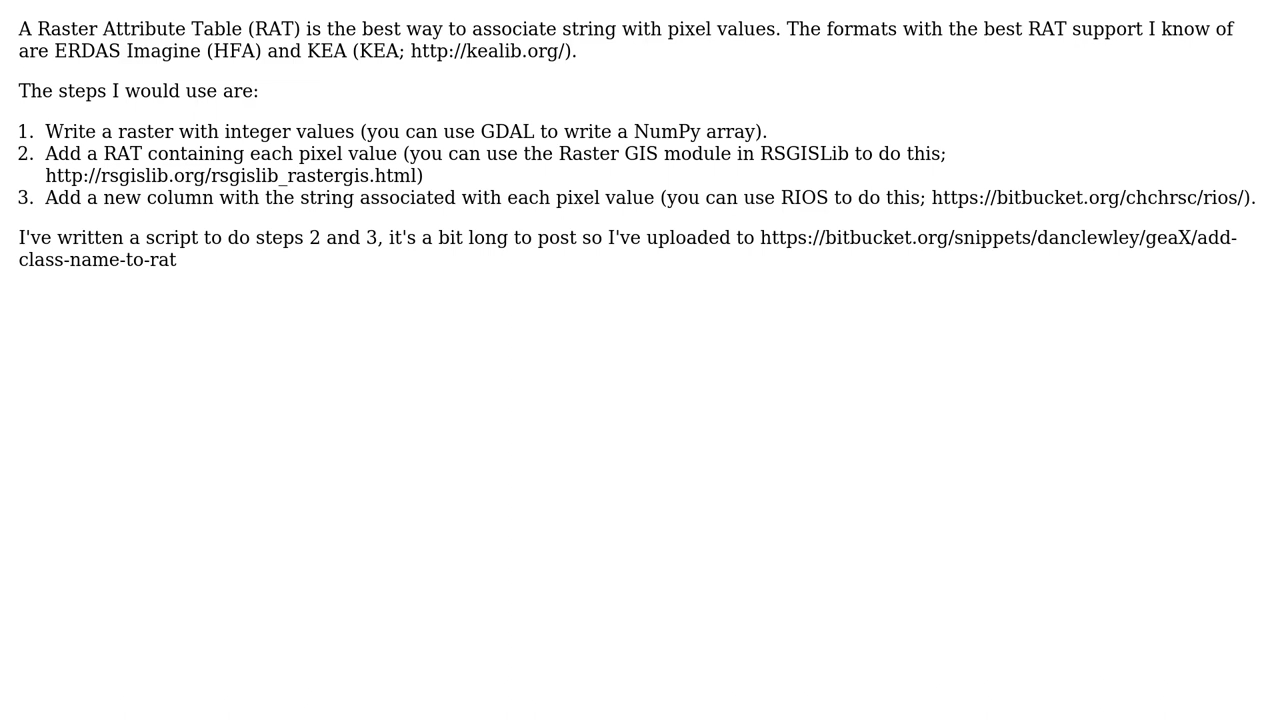 A Raster Attribute Table (RAT) is the best way to associate string with pixel values. The formats with the best RAT support I know of
are ERDAS Imagine (HFA) and KEA (KEA; http://kealib.org/).
The steps I would use are:
1. Write a raster with integer values (you can use GDAL to write a NumPy array).
2. Add a RAT containing each pixel value (you can use the Raster GIS module in RSGISLib to do this;
http://rsgislib.org/rsgislib_rastergis.html)
3. Add a new column with the string associated with each pixel value (you can use RIOS to do this; https://bitbucket.org/chchrsc/rios/).
I've written a script to do steps 2 and 3, it's a bit long to post so I've uploaded to https://bitbucket.org/snippets/danclewley/geaX/add-
class-name-to-rat